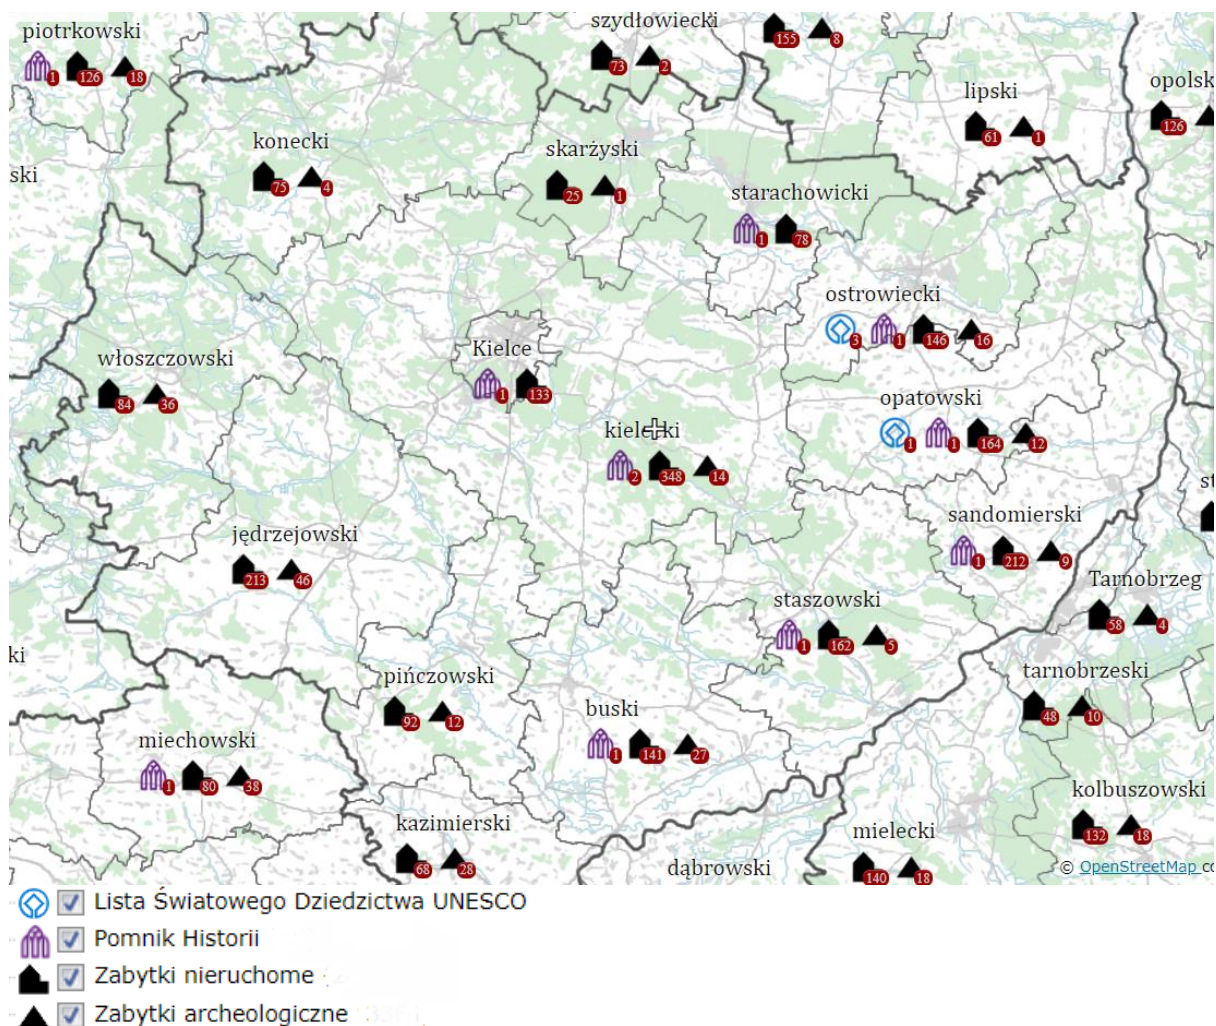 piotrkowski
1 126 18
szydłowiecki
73 2
155 8
lipski
61 1
opolsk
126
konecki
75 4
skarżyski
25 1
ski
starachowicki
1 78
ostrowiecki
3 1 146 16
włoszczowski
84 36
Kielce
1 133
opatowski
1 1 164 12
kielecki
2 348 14
st
jędrzejowski
213 46
sandomierski
1 212 9
Tarnobrzeg
58 4
staszowski
1 162 5
ki
pińczowski
92 12
tarnobrzeski
48 10
buski
1 141 27
miechowski
1 80 38
kazimierski
68 28
kolbuszowski
132 18
mielecki
140 18
dąbrowski
© OpenStreetMap co
Lista Światowego Dziedzictwa UNESCO
Pomnik Historii
Zabytki nieruchome
Zabytki archeologiczne